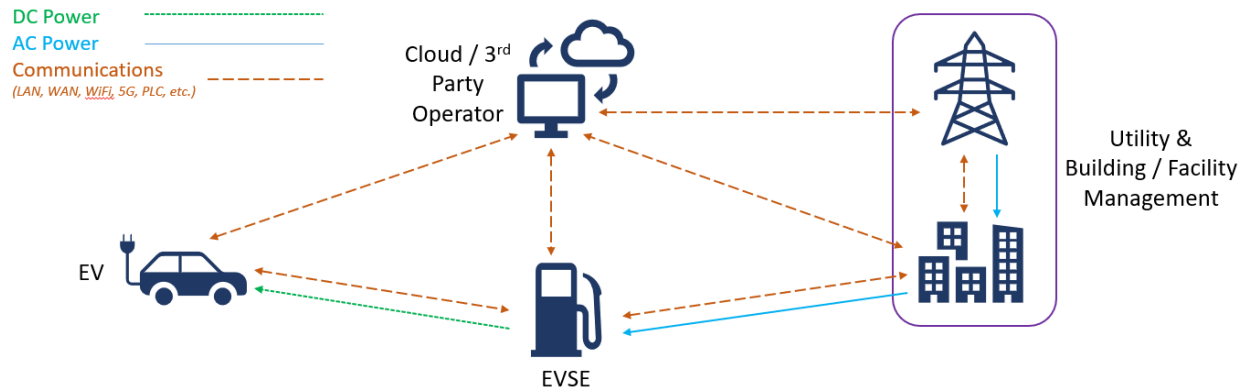 DC Power
AC Power
Communications
(LAN, WAN, WiFi, 5G, PLC, etc.)
Cloud / 3rd
Party
Operator
Utility &
Building / Facility
Management
EV
EVSE